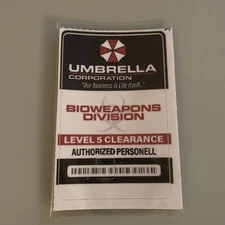 UMBRELLA
CORPORATION
"Our Business is Life Itself..."
BIOWEAPONS
DIVISION
LEVEL 5 CLEARANCE
AUTHORIZED PERSONELL